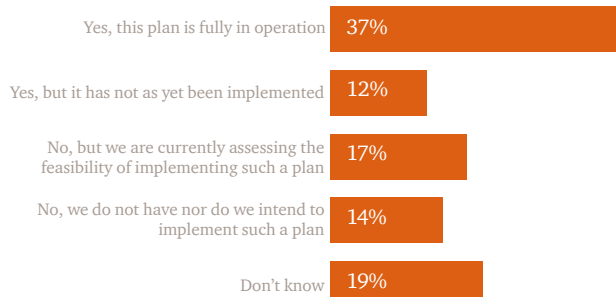 Yes, this plan is fully in operation 37%
Yes, but it has not as yet been implemented 12%
No, but we are currently assessing the
feasibility of implementing such a plan 17%
No, we do not have nor do we intend to
implement such a plan 14%
Don’t know 19%